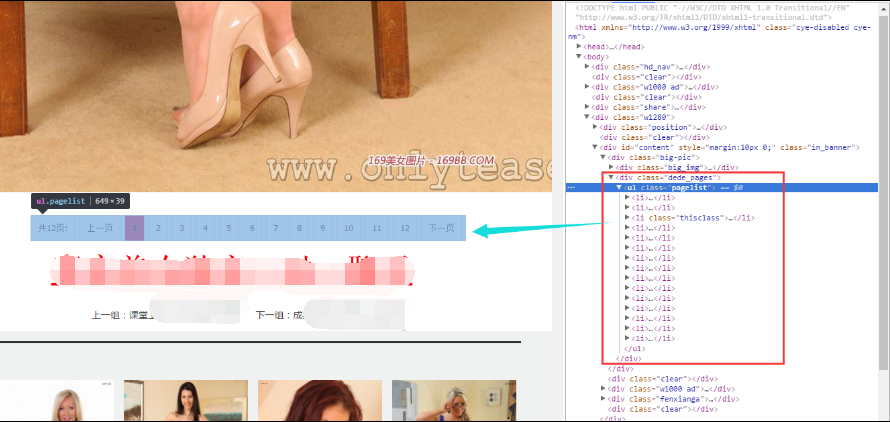 169美女图片 - 169BB.COM
www.onlytease
ul.pagelist | 649×39
共12页: 上一页 1 2 3 4 5 6 7 8 9 10 11 12 下一页
上一组：课堂
下一组：成
<!DOCTYPE html PUBLIC "-//W3C//DTD XHTML 1.0 Transitional//EN"
"http://www.w3.org/TR/xhtml1/DTD/xhtml1-transitional.dtd">
<html xmlns="http://www.w3.org/1999/xhtml" class="cye-disabled cye-
nm">
▶<head>…</head>
▼<body>
▶<div class="hd_nav">…</div>
<div class="clear"></div>
▶<div class="w1000 ad">…</div>
<div class="clear"></div>
▶<div class="share">…</div>
▼<div class="w1280">
▶<div class="position">…</div>
<div class="clear"></div>
▼<div id="content" style="margin:10px 0;" class="in_banner">
▼<div class="big-pic">
▶<div class="big_img">…</div>
▼<div class="dede_pages">
… ▼<ul class="pagelist"> == $0
▶<li>…</li>
▶<li>…</li>
▶<li class="thisclass">…</li>
▶<li>…</li>
▶<li>…</li>
▶<li>…</li>
▶<li>…</li>
▶<li>…</li>
▶<li>…</li>
▶<li>…</li>
▶<li>…</li>
▶<li>…</li>
▶<li>…</li>
▶<li>…</li>
▶<li>…</li>
</ul>
</div>
</div>
<div class="clear"></div>
▶<div class="w1000 ad">…</div>
▶<div class="fenxianga">…</div>
<div class="clear"></div>
</div>